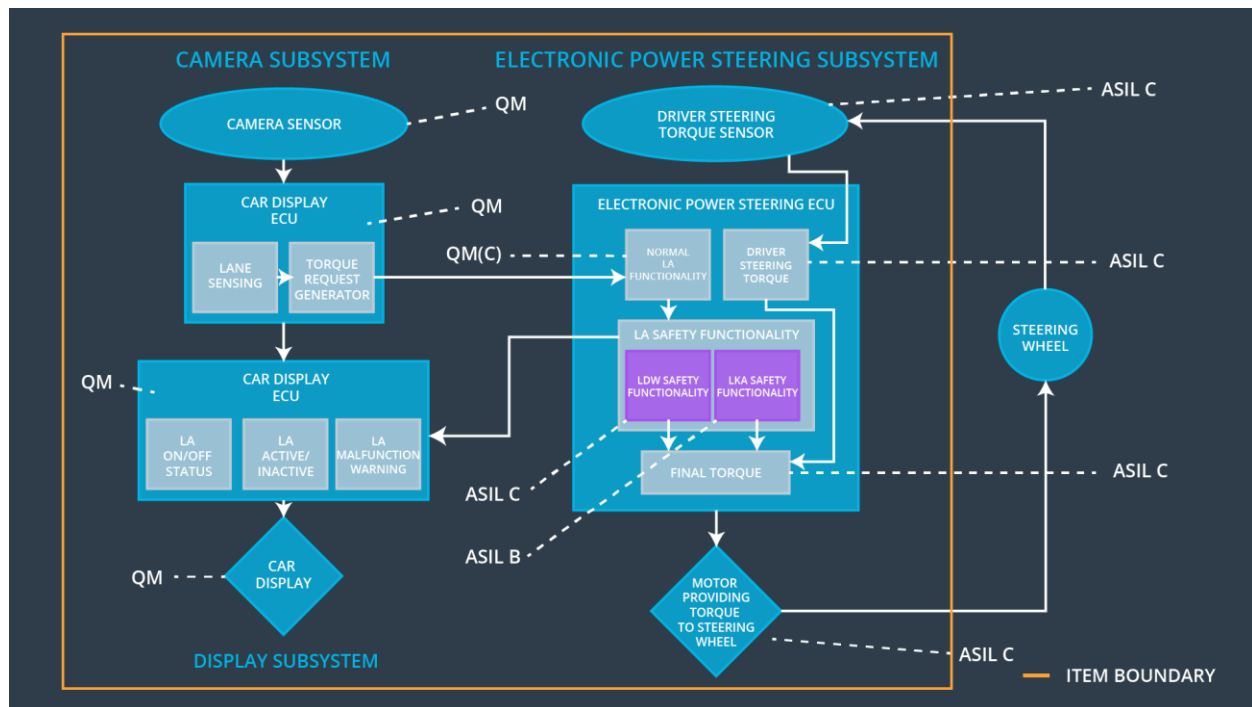 CAMERA SUBSYSTEM
ELECTRONIC POWER STEERING SUBSYSTEM
QM
ASIL C
CAMERA SENSOR
DRIVER STEERING
TORQUE SENSOR
CAR DISPLAY
ECU
QM
LANE
SENSING
TORQUE
REQUEST
GENERATOR
ELECTRONIC POWER STEERING ECU
QM(C)
NORMAL
LA
FUNCTIONALITY
DRIVER
STEERING
TORQUE
ASIL C
LA SAFETY FUNCTIONALITY
LDW SAFETY
FUNCTIONALITY
LKA SAFETY
FUNCTIONALITY
STEERING
WHEEL
QM
CAR DISPLAY
ECU
LA
ON/OFF
STATUS
LA
ACTIVE/
INACTIVE
LA
MALFUNCTION
WARNING
FINAL TORQUE
ASIL C
ASIL C
ASIL B
QM
CAR
DISPLAY
MOTOR
PROVIDING
TORQUE
TO STEERING
WHEEL
DISPLAY SUBSYSTEM
ASIL C
ITEM BOUNDARY